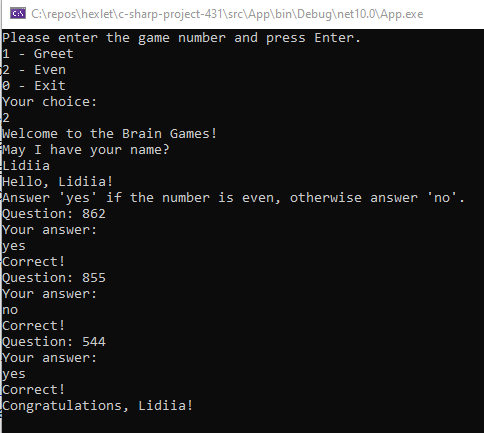 C:\repos\hexlet\c-sharp-project-431\src\App\bin\Debug\net10.0\App.exe
Please enter the game number and press Enter.
1 - Greet
2 - Even
0 - Exit
Your choice:
2
Welcome to the Brain Games!
May I have your name?
Lidiia
Hello, Lidiia!
Answer 'yes' if the number is even, otherwise answer 'no'.
Question: 862
Your answer:
yes
Correct!
Question: 855
Your answer:
no
Correct!
Question: 544
Your answer:
yes
Correct!
Congratulations, Lidiia!